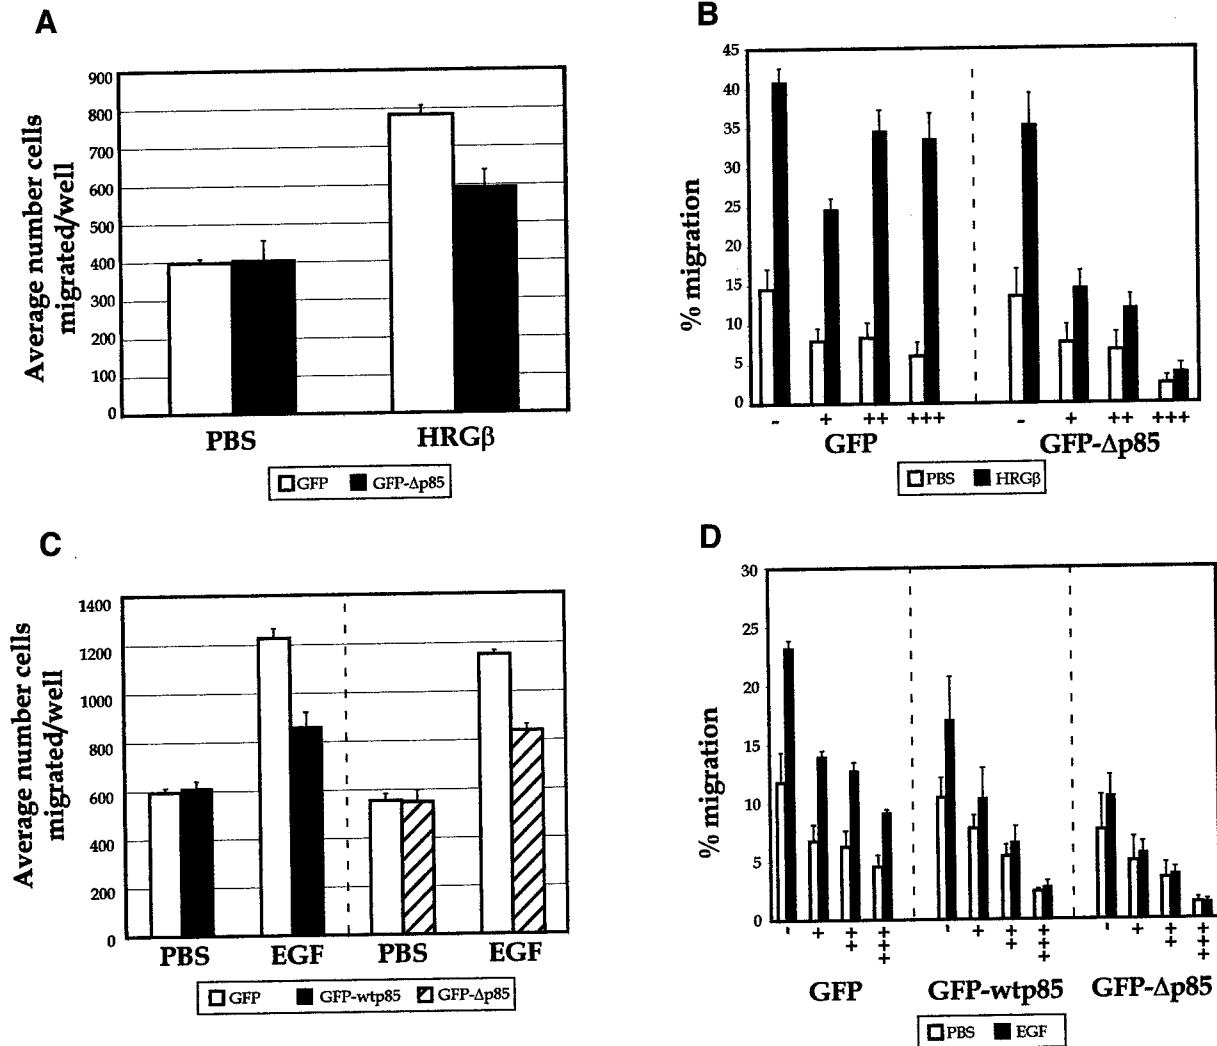 A
Average number cells
migrated/well
900
800
700
600
500
400
300
200
100
0
PBS HRGβ
GFP GFP-Δp85
B
% migration
45
40
35
30
25
20
15
10
5
0
- + ++ +++ - + ++ +++
GFP GFP-Δp85
PBS HRGβ
C
Average number cells
migrated/well
1400
1200
1000
800
600
400
200
0
PBS EGF PBS EGF
GFP GFP-wtp85 GFP-Δp85
D
% migration
30
25
20
15
10
5
0
- + ++ +++ - + ++ +++ - + ++ +++
GFP GFP-wtp85 GFP-Δp85
PBS EGF